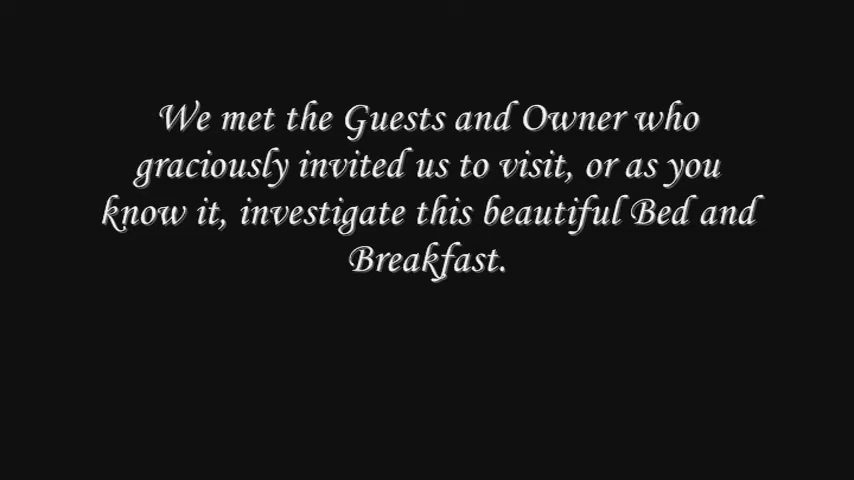 We met the Guests and Owner who
graciously invited us to visit, or as you
know it, investigate this beautiful Bed and
Breakfast.